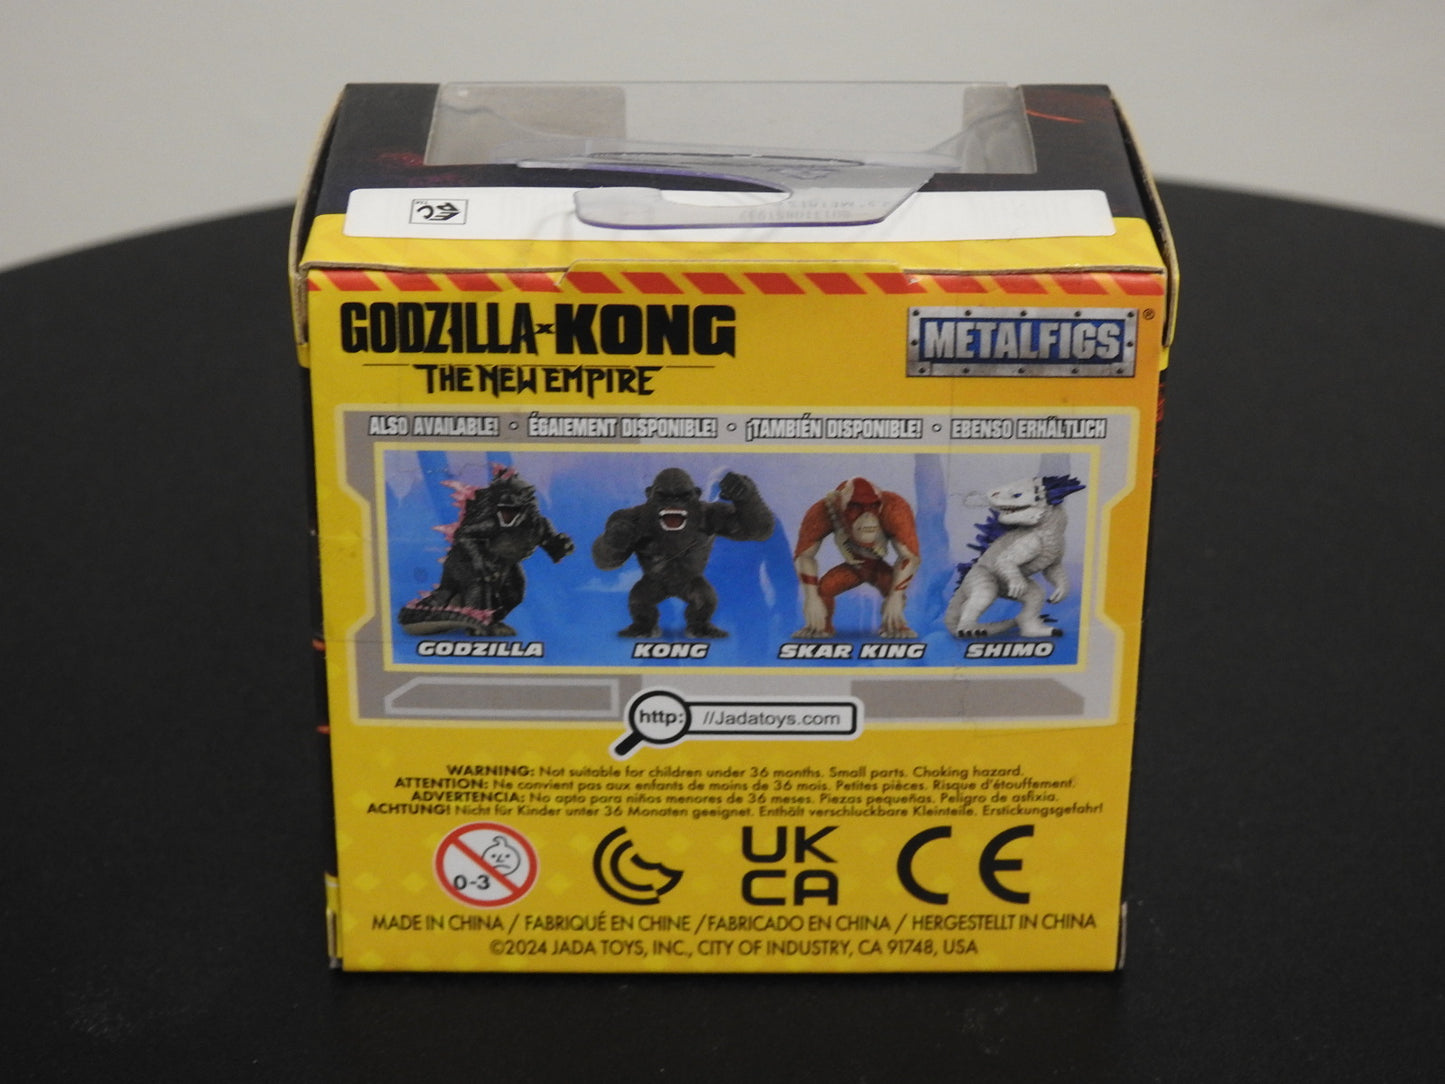 GODZILLA x KONG
THE NEW EMPIRE
METALFIGS®
ALSO AVAILABLE! • ÉGALEMENT DISPONIBLE! • ¡TAMBIÉN DISPONIBLE! • EBENSO ERHÄLTLICH
GODZILLA KONG SKAR KING SHIMO
http: //Jadatoys.com
WARNING: Not suitable for children under 36 months. Small parts. Choking hazard.
ATTENTION: Ne convient pas aux enfants de moins de 36 mois. Petites pièces. Risque d'étouffement.
ADVERTENCIA: No apto para niños menores de 36 meses. Piezas pequeñas. Peligro de asfixia.
ACHTUNG! Nicht für Kinder unter 36 Monaten geeignet. Enthält verschluckbare Kleinteile. Erstickungsgefahr!
0-3
UK
CA
CE
MADE IN CHINA / FABRIQUÉ EN CHINE / FABRICADO EN CHINA / HERGESTELLT IN CHINA
©2024 JADA TOYS, INC., CITY OF INDUSTRY, CA 91748, USA